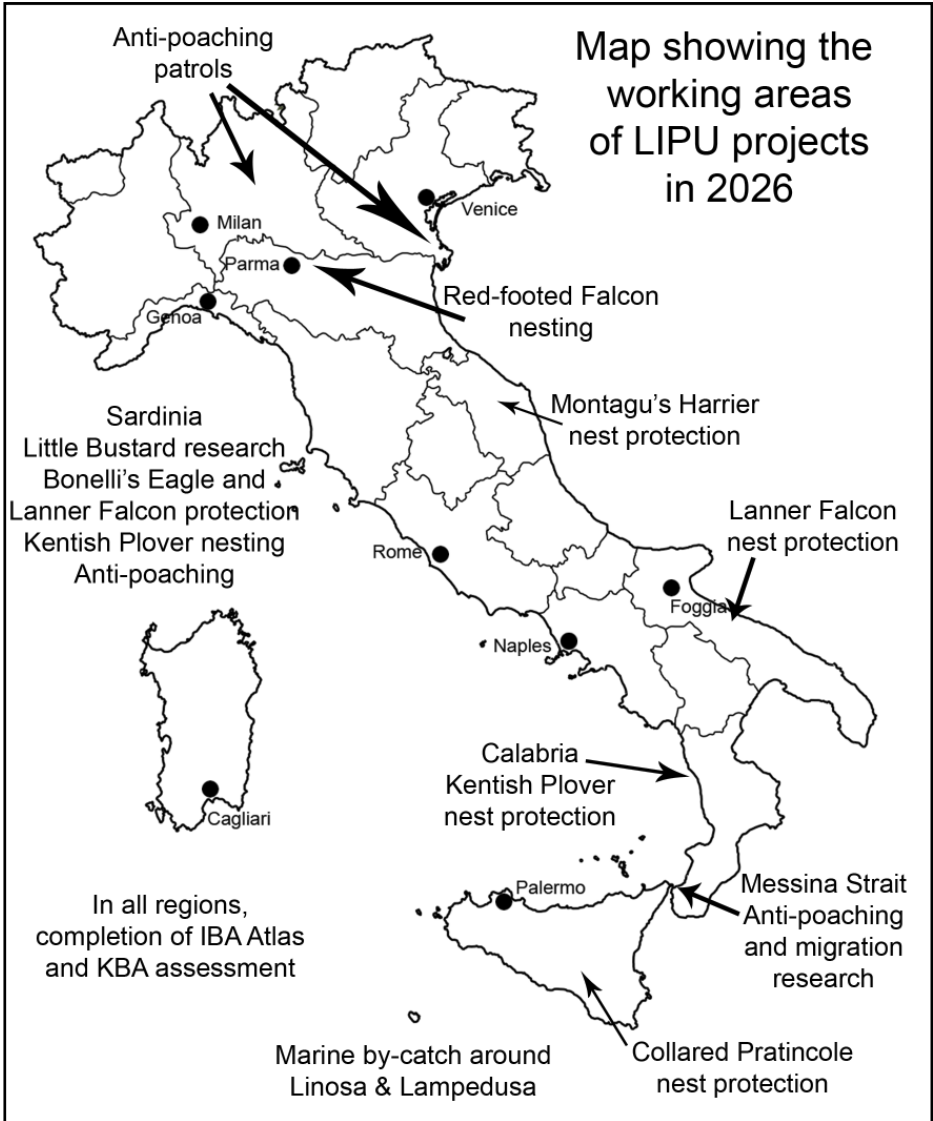 Anti-poaching
patrols
Map showing the
working areas
of LIPU projects
in 2026
Venice
Milan
Parma
Genoa
Red-footed Falcon
nesting
Montagu's Harrier
nest protection
Sardinia
Little Bustard research
Bonelli's Eagle and
Lanner Falcon protection
Kentish Plover nesting
Anti-poaching
Rome
Lanner Falcon
nest protection
Foggia
Naples
Calabria
Kentish Plover
nest protection
Cagliari
Palermo
Messina Strait
Anti-poaching
and migration
research
In all regions,
completion of IBA Atlas
and KBA assessment
Marine by-catch around
Linosa & Lampedusa
Collared Pratincole
nest protection